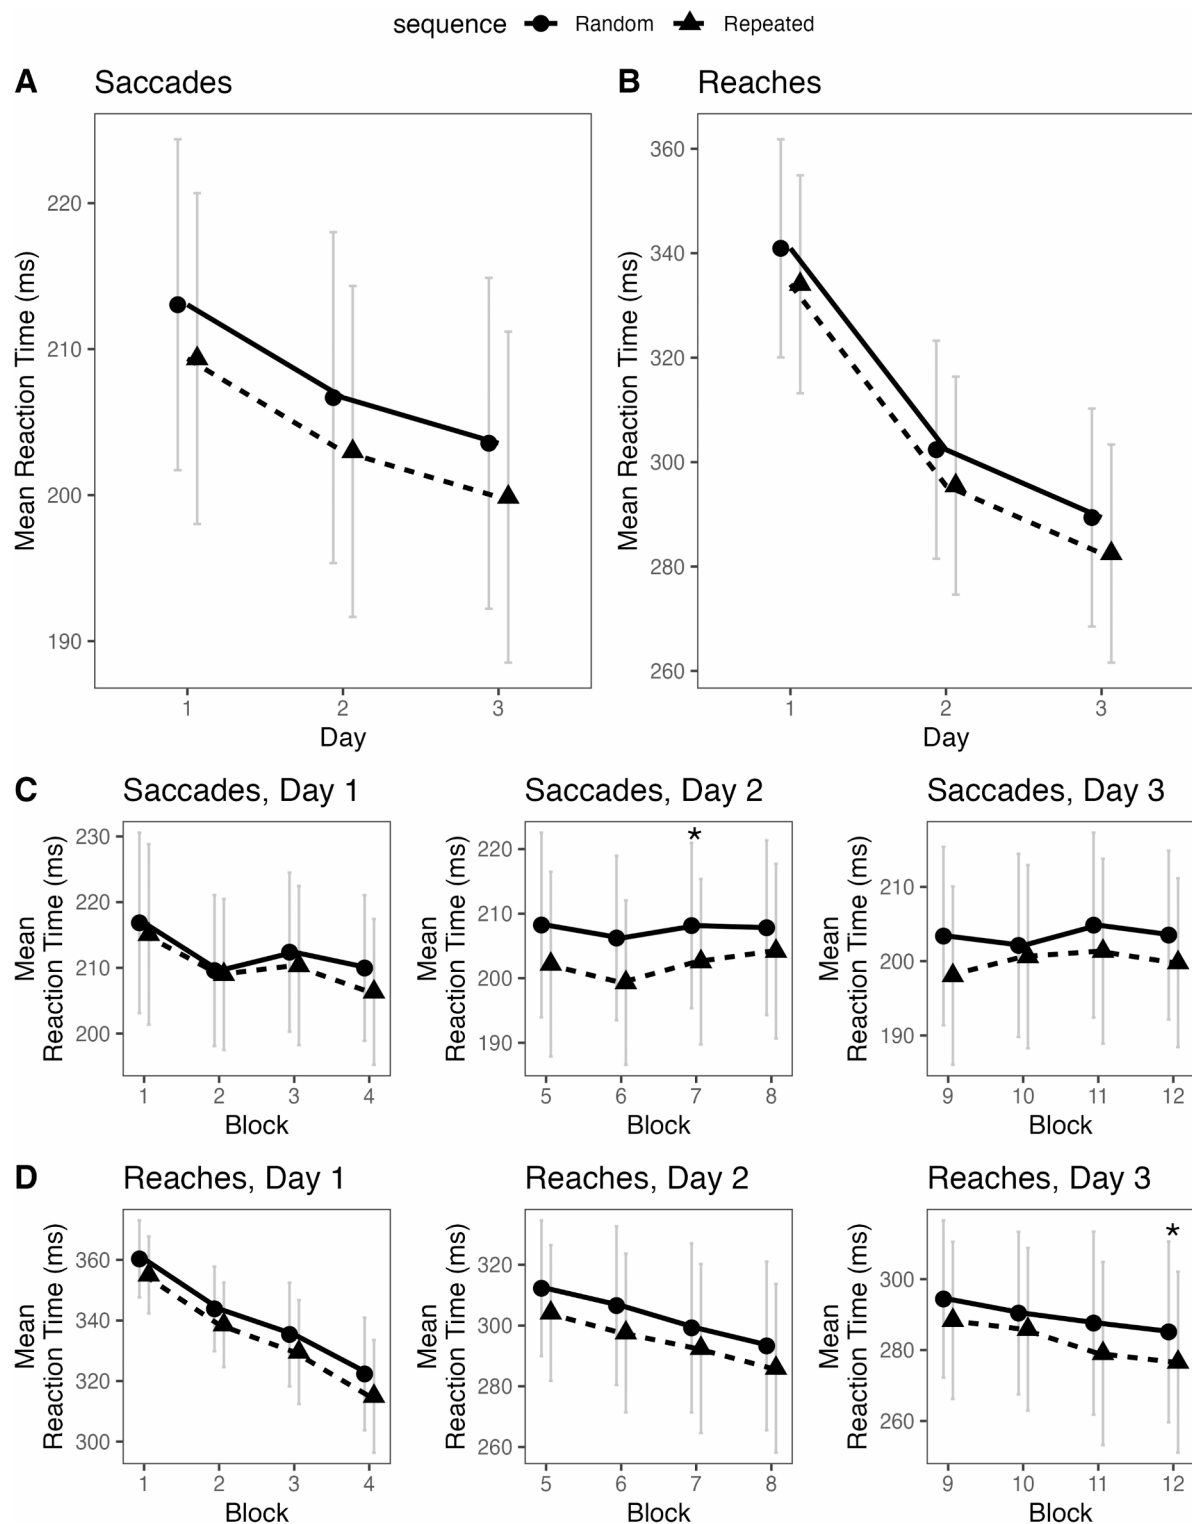 sequence Random Repeated
A Saccades B Reaches
Mean Reaction Time (ms)
220
210
200
190
1 2 3
Day
Mean Reaction Time (ms)
360
340
320
300
280
260
1 2 3
Day
C Saccades, Day 1 Saccades, Day 2 Saccades, Day 3
Mean
Reaction Time (ms)
230
220
210
200
1 2 3 4
Block
Mean
Reaction Time (ms)
220
210
200
190
*
5 6 7 8
Block
Mean
Reaction Time (ms)
210
200
190
9 10 11 12
Block
D Reaches, Day 1 Reaches, Day 2 Reaches, Day 3
Mean
Reaction Time (ms)
360
340
320
300
1 2 3 4
Block
Mean
Reaction Time (ms)
320
300
280
260
5 6 7 8
Block
Mean
Reaction Time (ms)
300
280
260
*
9 10 11 12
Block